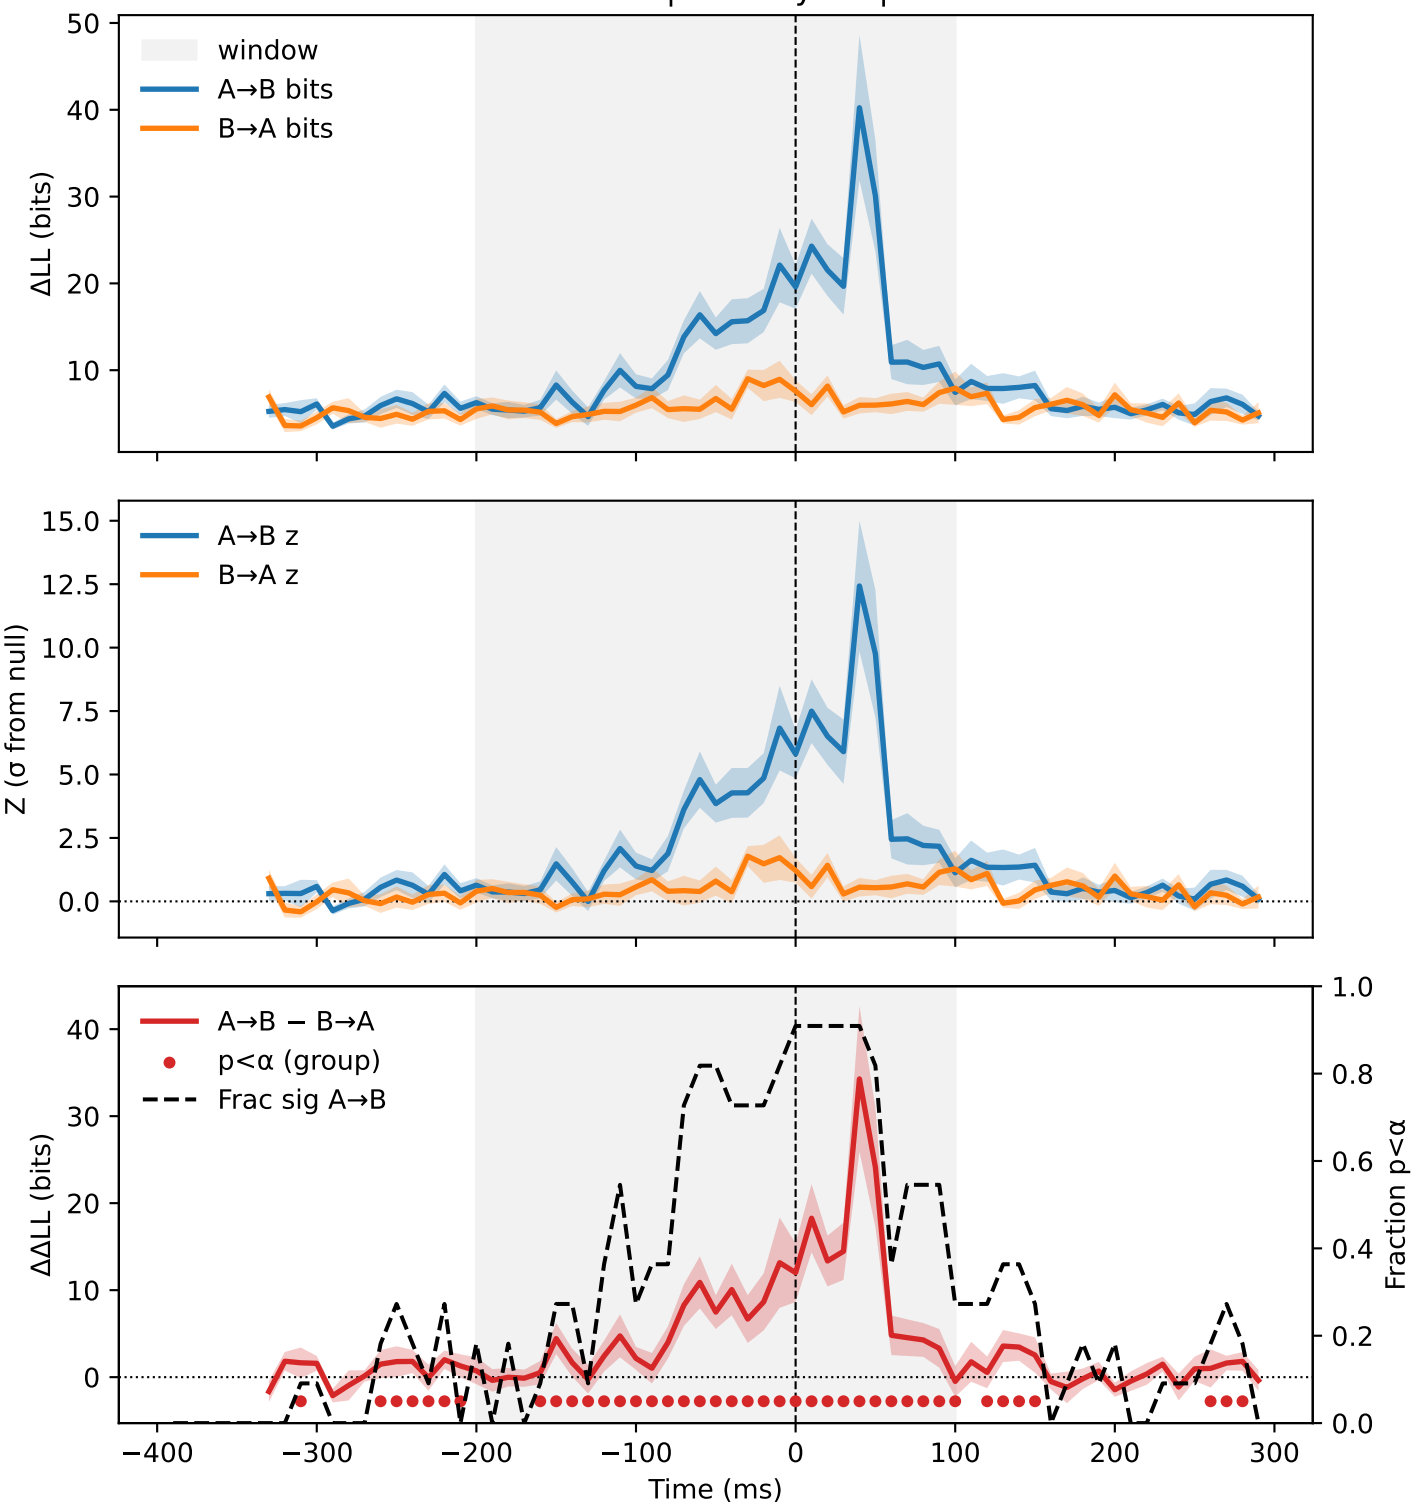 50
40
30
20
10
ΔLL (bits)
window
A→B bits
B→A bits
15.0
12.5
10.0
7.5
5.0
2.5
0.0
Z (σ from null)
A→B z
B→A z
40
30
20
10
0
ΔΔLL (bits)
A→B − B→A
p<α (group)
Frac sig A→B
1.0
0.8
0.6
0.4
0.2
0.0
Fraction p<α
−400 −300 −200 −100 0 100 200 300
Time (ms)